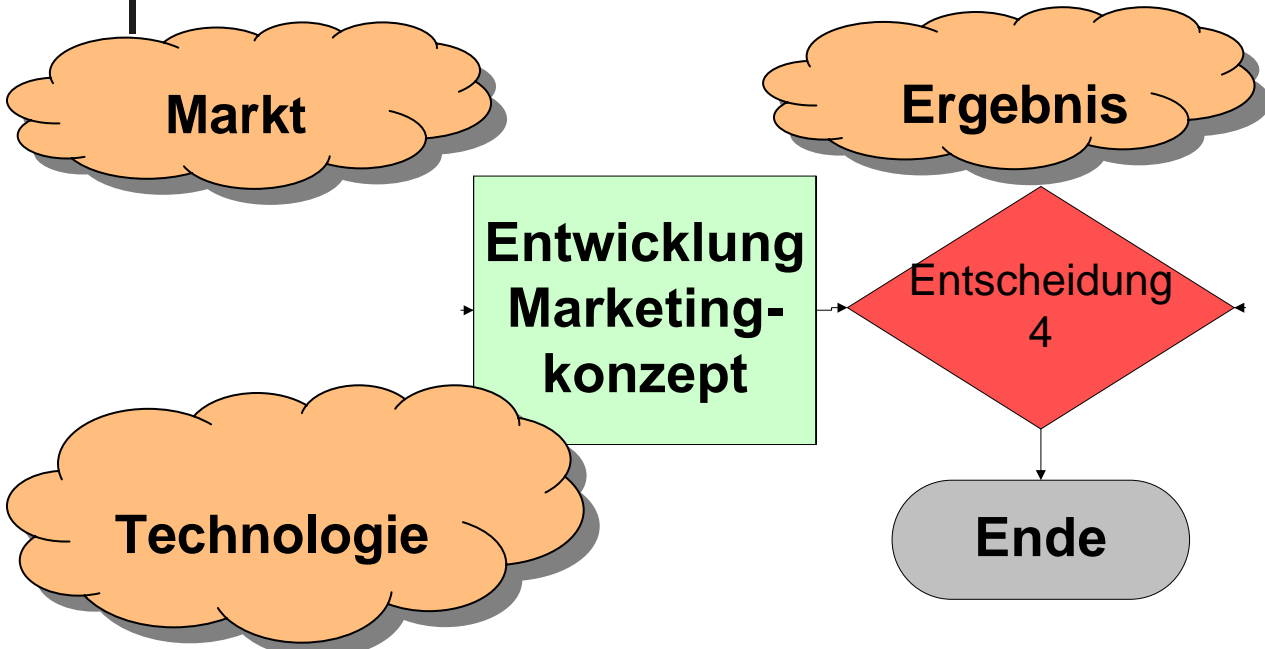 Markt
Ergebnis
Entwicklung
Marketing-
konzept
Entscheidung
4
Technologie
Ende